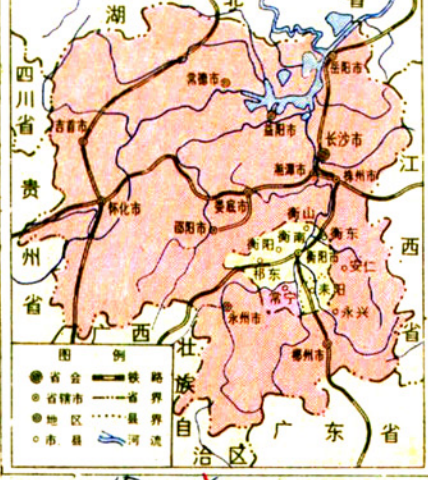 湖
北
省
四川省
岳阳市
常德市
吉首市
益阳市
长沙市
江
湘潭市
株州市
贵
怀化市
娄底市
衡山
邵阳市
衡东
衡阳
衡南
西
州
衡阳市
安仁
祁东
省
常宁
耒阳
永州市
永兴
广
西
省
郴州市
壮
族
自
治
区
广
东
省
图 例
省 会
铁 路
省辖市
省 界
地 区
县 界
市.县
河 流